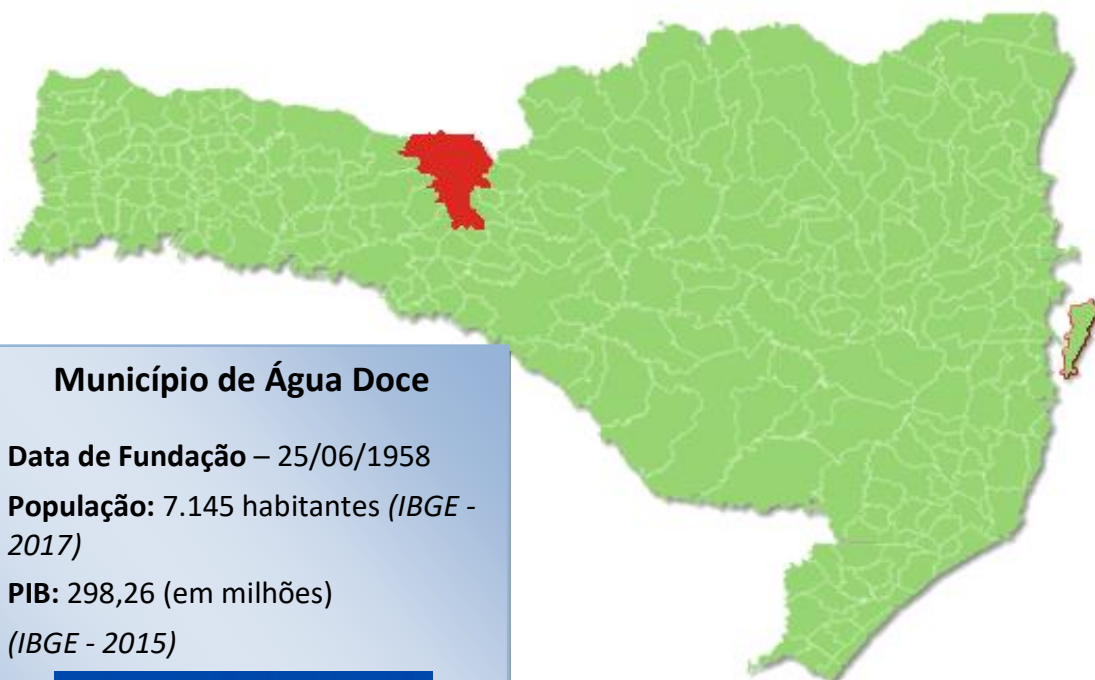 Município de Água Doce
Data de Fundação – 25/06/1958
População: 7.145 habitantes (IBGE -
2017)
PIB: 298,26 (em milhões)
(IBGE - 2015)